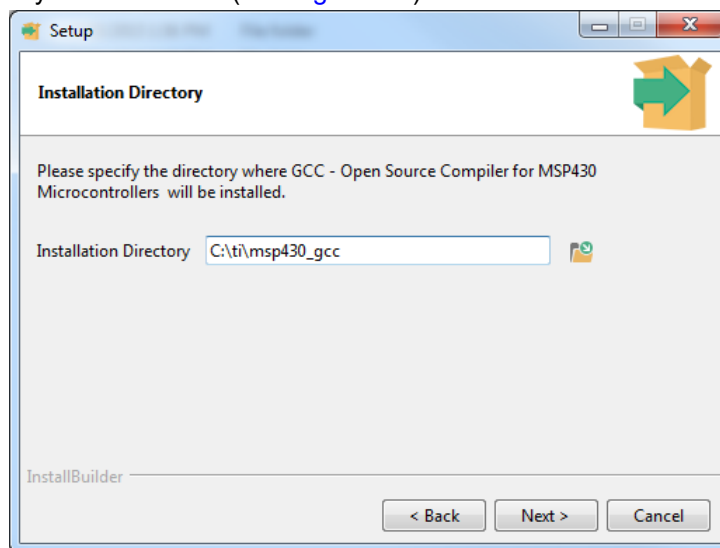 Setup
Installation Directory
Please specify the directory where GCC - Open Source Compiler for MSP430
Microcontrollers  will be installed.
Installation Directory C:\ti\msp430_gcc
InstallBuilder
< Back Next > Cancel